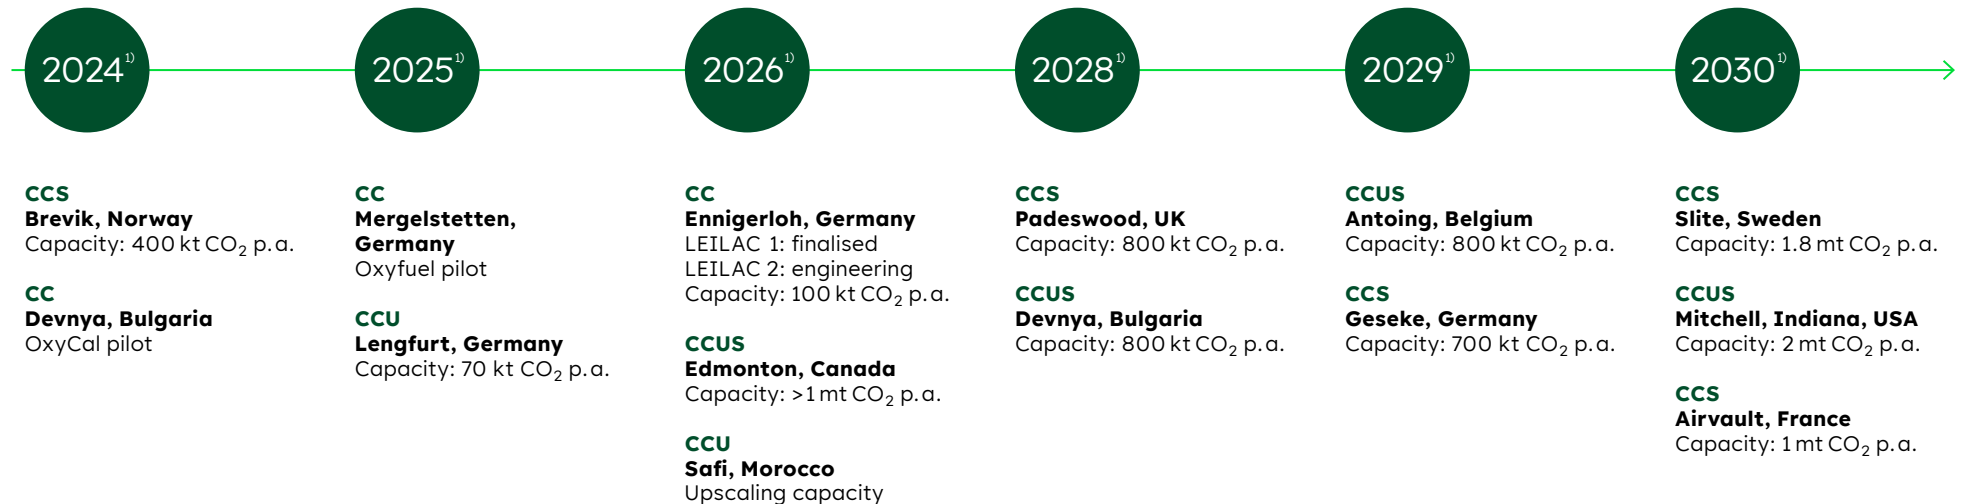 2024¹⁾
2025¹⁾
2026¹⁾
2028¹⁾
2029¹⁾
2030¹⁾
CCS
Brevik, Norway
Capacity: 400 kt CO₂ p.a.
CC
Devnya, Bulgaria
OxyCal pilot
CC
Mergelstetten,
Germany
Oxyfuel pilot
CCU
Lengfurt, Germany
Capacity: 70 kt CO₂ p.a.
CC
Ennigerloh, Germany
LEILAC 1: finalised
LEILAC 2: engineering
Capacity: 100 kt CO₂ p.a.
CCUS
Edmonton, Canada
Capacity: >1 mt CO₂ p.a.
CCU
Safi, Morocco
Upscaling capacity
CCS
Padeswood, UK
Capacity: 800 kt CO₂ p.a.
CCUS
Devnya, Bulgaria
Capacity: 800 kt CO₂ p.a.
CCUS
Antoing, Belgium
Capacity: 800 kt CO₂ p.a.
CCS
Geseke, Germany
Capacity: 700 kt CO₂ p.a.
CCS
Slite, Sweden
Capacity: 1.8 mt CO₂ p.a.
CCUS
Mitchell, Indiana, USA
Capacity: 2 mt CO₂ p.a.
CCS
Airvault, France
Capacity: 1 mt CO₂ p.a.